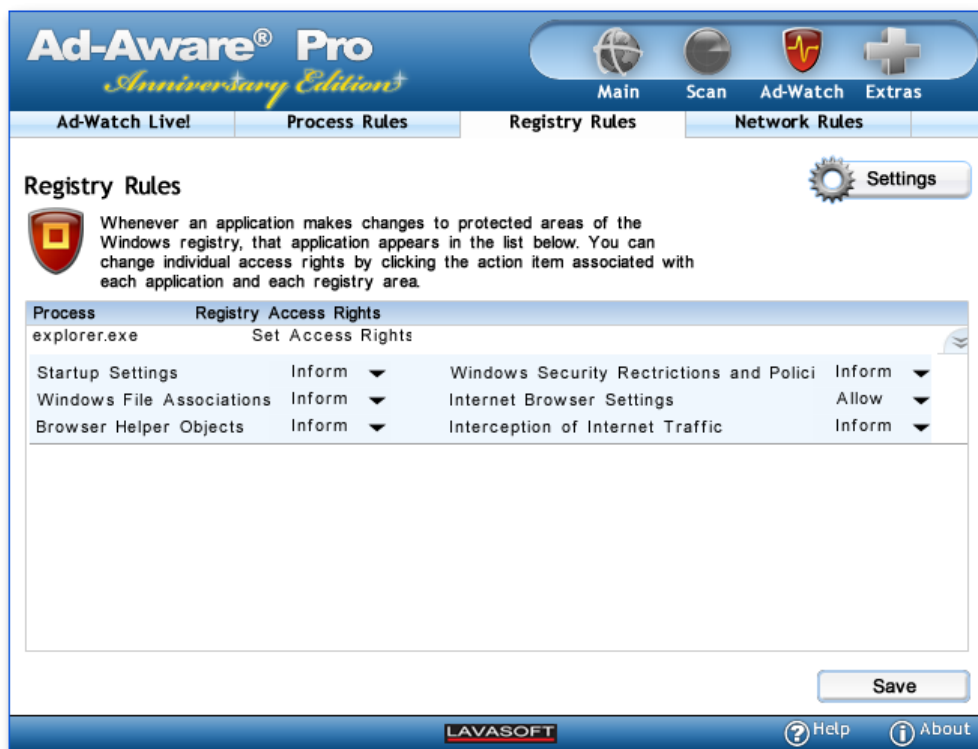 Ad-Aware® Pro
Anniversary Edition
Main Scan Ad-Watch Extras
Ad-Watch Live! Process Rules Registry Rules Network Rules
Registry Rules
Settings
Whenever an application makes changes to protected areas of the
Windows registry, that application appears in the list below. You can
change individual access rights by clicking the action item associated with
each application and each registry area.
Process Registry Access Rights
explorer.exe Set Access Rights
Startup Settings Inform Windows Security Rectrictions and Polici Inform
Windows File Associations Inform Internet Browser Settings Allow
Browser Helper Objects Inform Interception of Internet Traffic Inform
Save
LAVASOFT
Help About